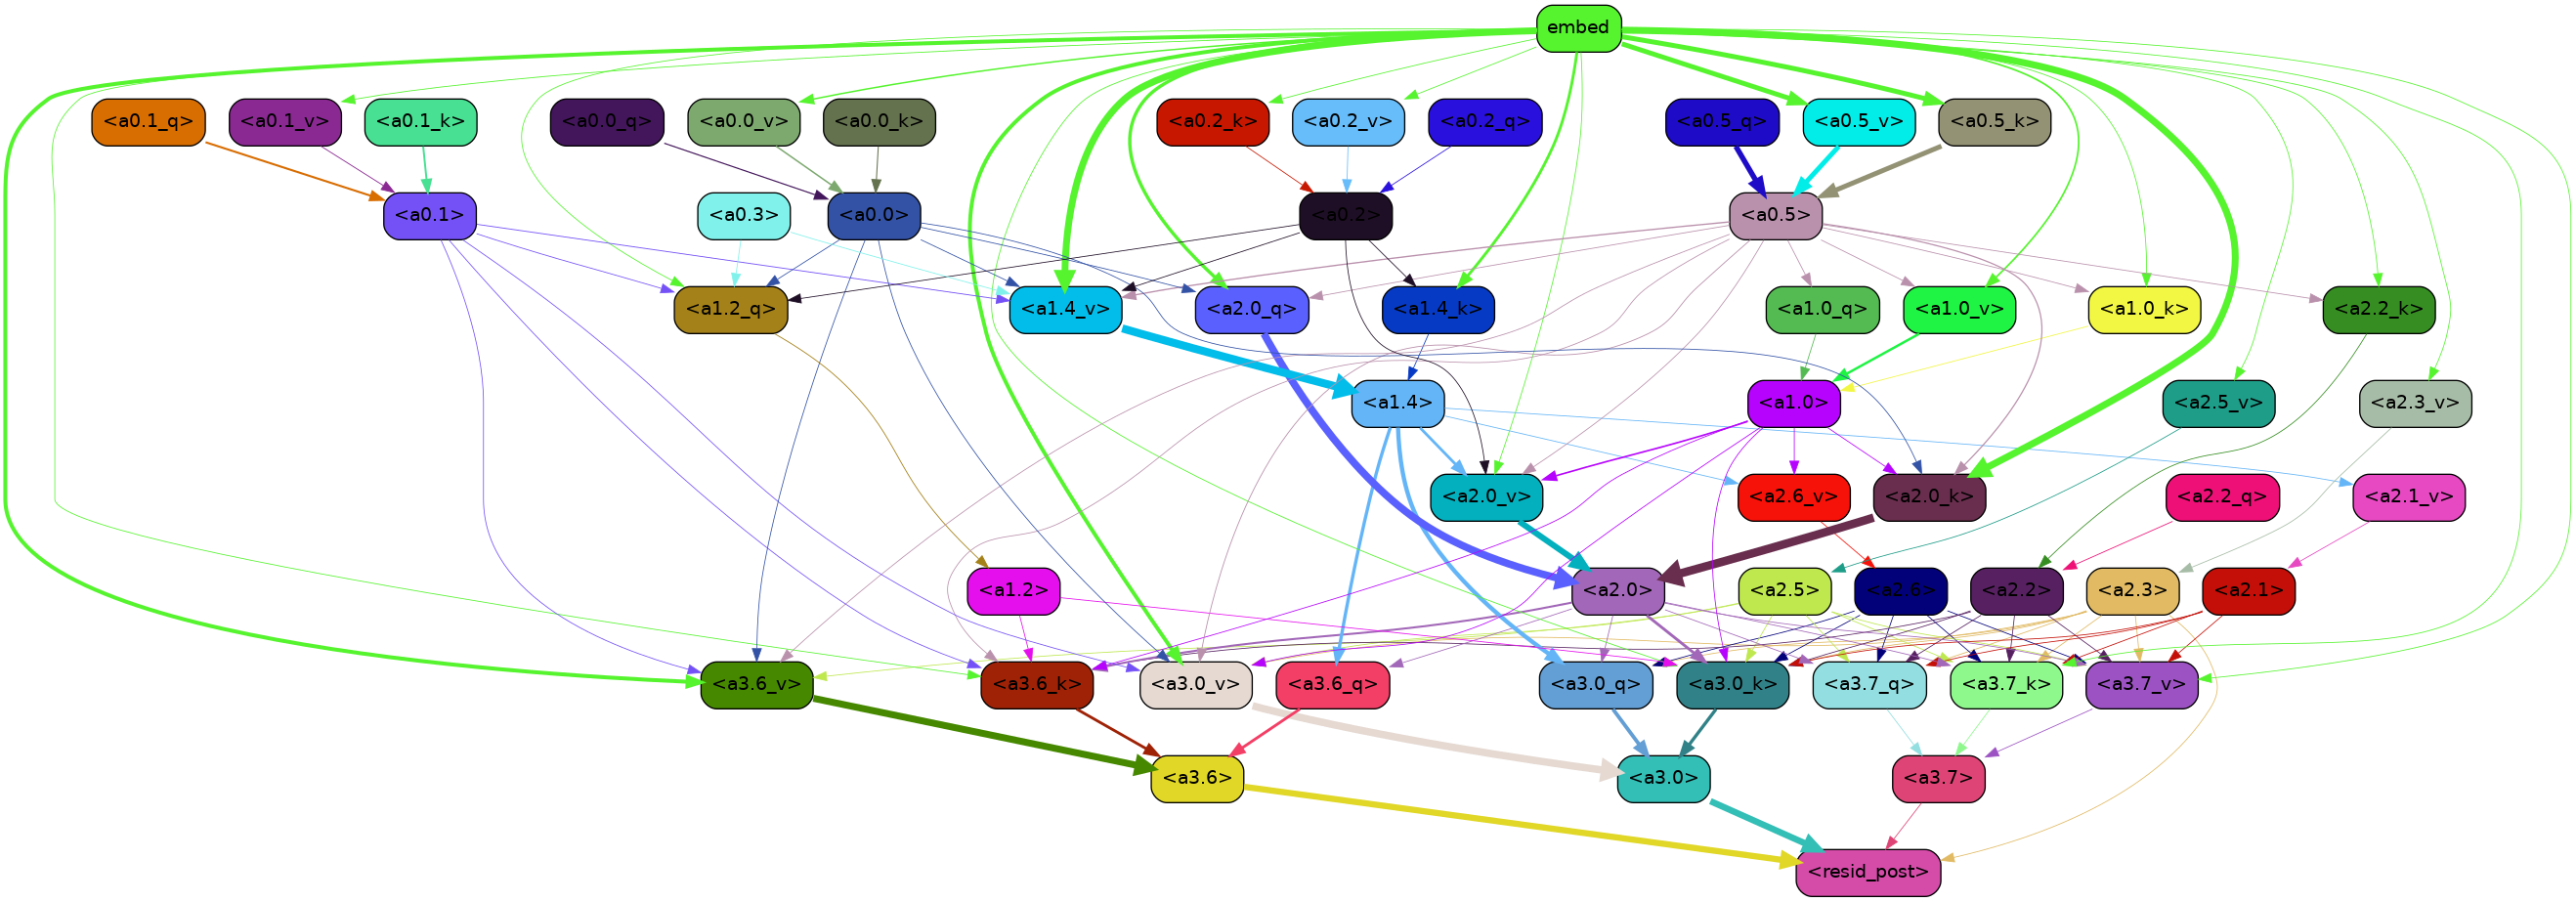 embed
<a0.1_q> <a0.1_v> <a0.1_k> <a0.0_q> <a0.0_v> <a0.0_k> <a0.2_k> <a0.2_v> <a0.2_q> <a0.5_q> <a0.5_v> <a0.5_k>
<a0.1> <a0.3> <a0.0> <a0.2> <a0.5>
<a1.2_q> <a1.4_v> <a2.0_q> <a1.4_k> <a1.0_q> <a1.0_v> <a1.0_k> <a2.2_k>
<a1.4> <a1.0> <a2.5_v> <a2.3_v>
<a2.0_v> <a2.6_v> <a2.0_k> <a2.2_q> <a2.1_v>
<a1.2> <a2.0> <a2.5> <a2.6> <a2.2> <a2.3> <a2.1>
<a3.6_v> <a3.6_k> <a3.0_v> <a3.6_q> <a3.0_q> <a3.0_k> <a3.7_q> <a3.7_k> <a3.7_v>
<a3.6> <a3.0> <a3.7>
<resid_post>